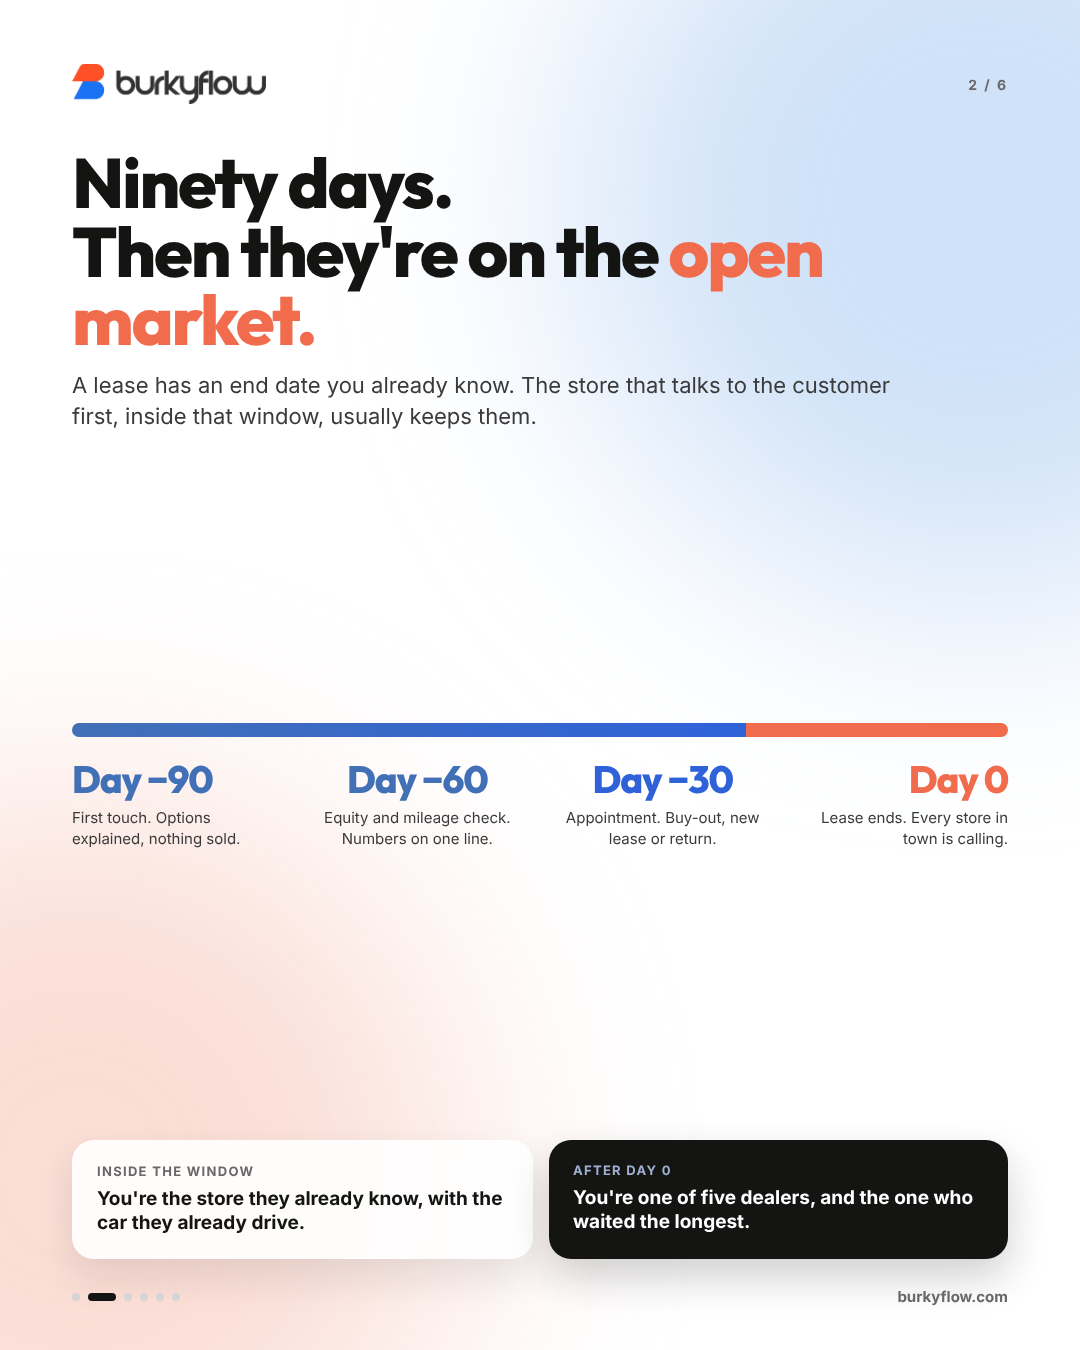 burkyflow
2 / 6
Ninety days.
Then they're on the open
market.
A lease has an end date you already know. The store that talks to the customer
first, inside that window, usually keeps them.
Day –90
First touch. Options
explained, nothing sold.
Day –60
Equity and mileage check.
Numbers on one line.
Day –30
Appointment. Buy-out, new
lease or return.
Day 0
Lease ends. Every store in
town is calling.
INSIDE THE WINDOW
You're the store they already know, with the
car they already drive.
AFTER DAY 0
You're one of five dealers, and the one who
waited the longest.
burkyflow.com